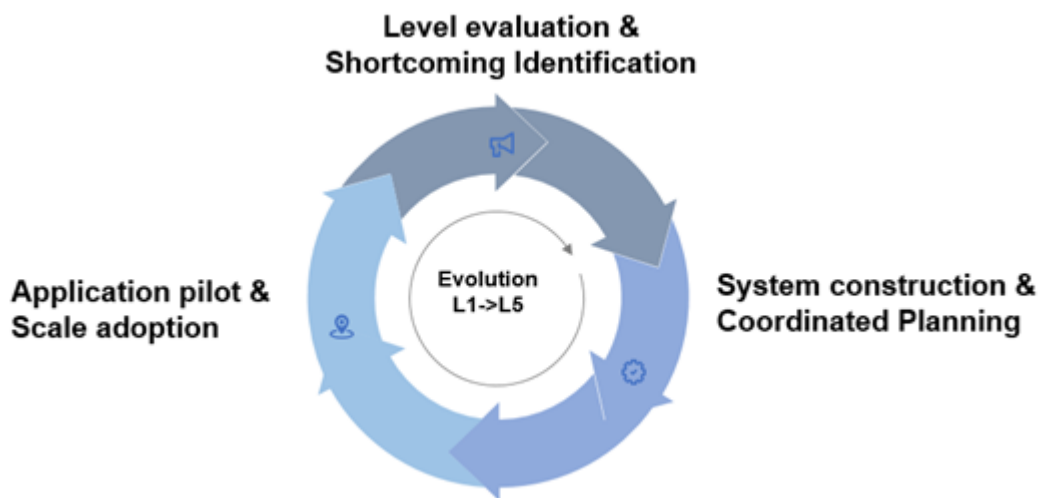 Level evaluation &
Shortcoming Identification
Evolution
L1->L5
Application pilot &
Scale adoption
System construction &
Coordinated Planning